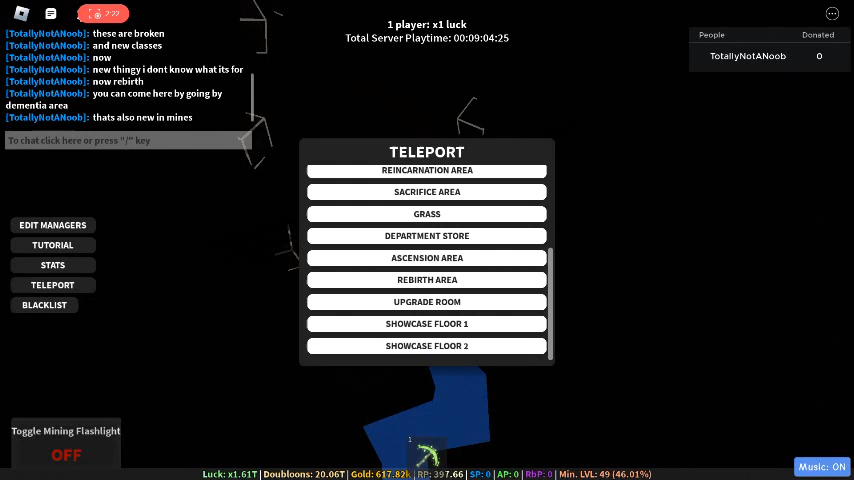 2:22
[TotallyNotANoob]: these are broken
[TotallyNotANoob]: and new classes
[TotallyNotANoob]: now
[TotallyNotANoob]: new thingy i dont know what its for
[TotallyNotANoob]: now rebirth
[TotallyNotANoob]: you can come here by going by
dementia area
[TotallyNotANoob]: thats also new in mines
To chat click here or press "/" key
1 player: x1 luck
Total Server Playtime: 00:09:04:25
People Donated
TotallyNotANoob 0
TELEPORT
REINCARNATION AREA
SACRIFICE AREA
GRASS
DEPARTMENT STORE
ASCENSION AREA
REBIRTH AREA
UPGRADE ROOM
SHOWCASE FLOOR 1
SHOWCASE FLOOR 2
EDIT MANAGERS
TUTORIAL
STATS
TELEPORT
BLACKLIST
Toggle Mining Flashlight
OFF
1
Luck: x1.61T | Doubloons: 20.06T | Gold: 617.82k | RP: 397.66 | SP: 0 | AP: 0 | RbP: 0 | Min. LVL: 49 (46.01%)
Music: ON